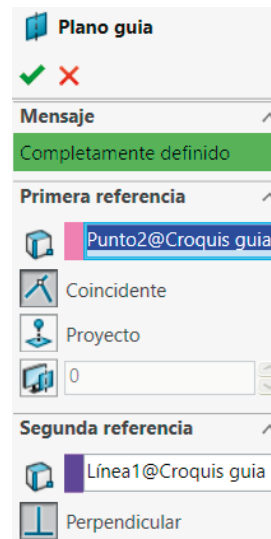 Plano guia
Mensaje
Completamente definido
Primera referencia
Punto2@Croquis guia
Coincidente
Proyecto
0
Segunda referencia
Línea1@Croquis guia
Perpendicular